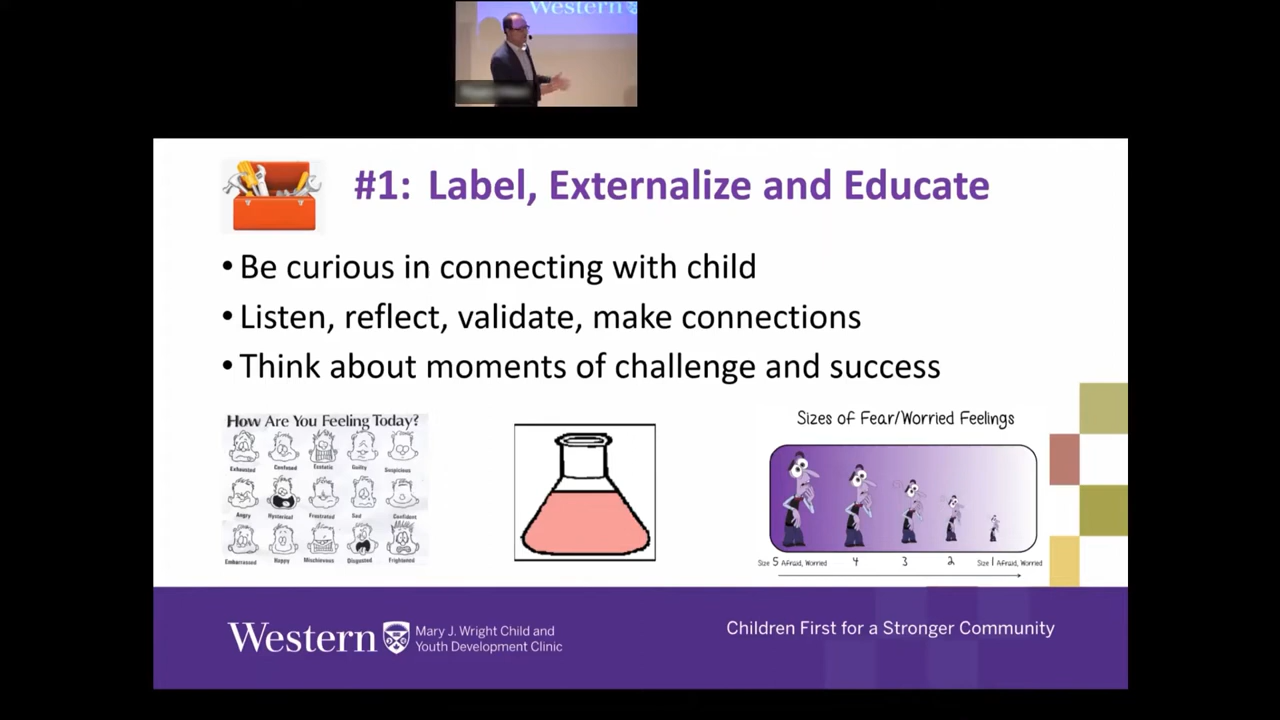 Western
#1: Label, Externalize and Educate
• Be curious in connecting with child
• Listen, reflect, validate, make connections
• Think about moments of challenge and success
How Are You Feeling Today?
Exhausted Confused Ecstatic Guilty Suspicious
Angry Hysterical Frustrated Sad Confident
Embarrassed Happy Mischievous Disgusted Frightened
Sizes of Fear/Worried Feelings
Size 5 Afraid, Worried 4 3 2 Size 1 Afraid, Worried
Western
Mary J. Wright Child and
Youth Development Clinic
Children First for a Stronger Community